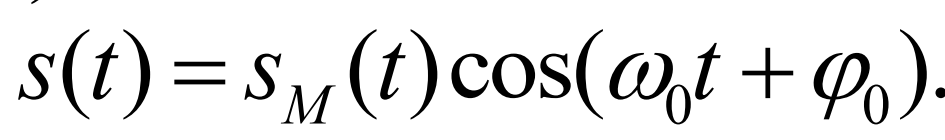 s(t) = s_M(t)cos(ω₀t + φ₀).